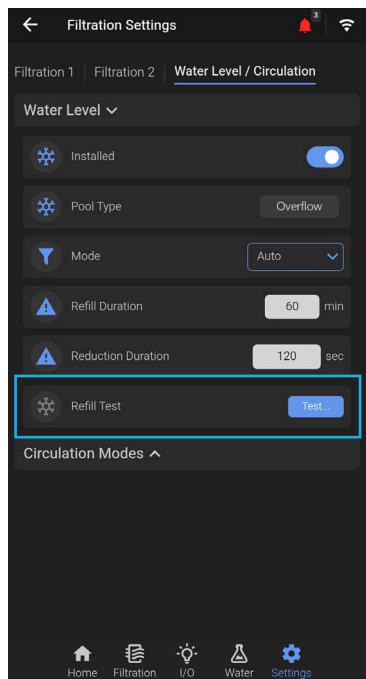 Filtration Settings
3
Filtration 1 Filtration 2 Water Level / Circulation
Water Level
Installed
Pool Type Overflow
Mode Auto
Refill Duration 60 min
Reduction Duration 120 sec
Refill Test Test...
Circulation Modes
Home Filtration I/O Water Settings